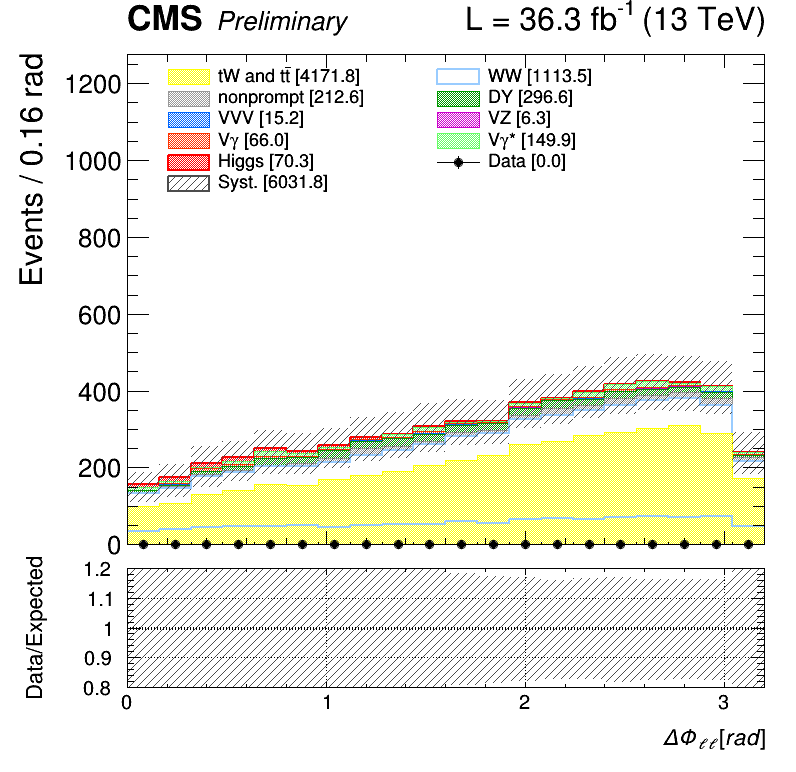 CMS Preliminary L = 36.3 fb⁻¹ (13 TeV)
Events / 0.16 rad
1200
1000
800
600
400
200
0
tW and tt̄ [4171.8]
nonprompt [212.6]
VVV [15.2]
Vγ [66.0]
Higgs [70.3]
Syst. [6031.8]
WW [1113.5]
DY [296.6]
VZ [6.3]
Vγ* [149.9]
Data [0.0]
Data/Expected
1.2
1.1
1
0.9
0.8
0 1 2 3
ΔΦℓℓ[rad]